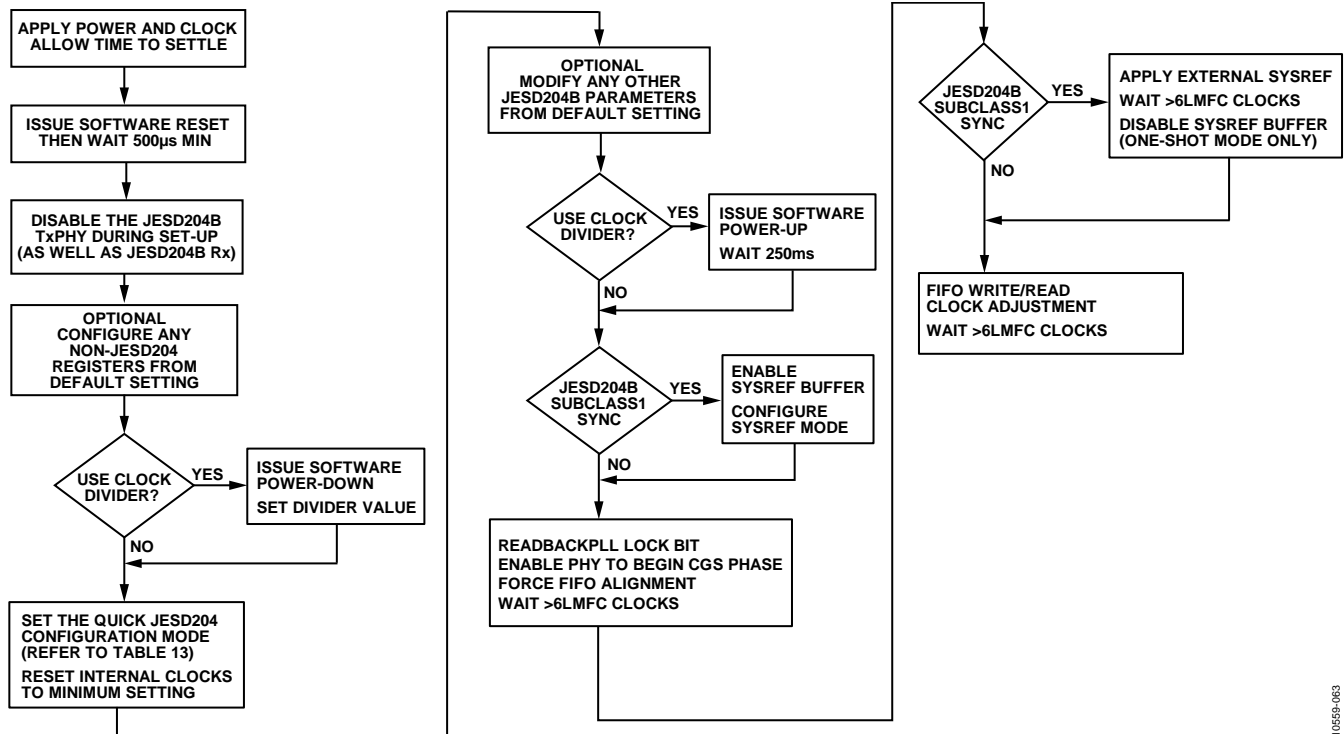 APPLY POWER AND CLOCK
ALLOW TIME TO SETTLE
ISSUE SOFTWARE RESET
THEN WAIT 500µs MIN
DISABLE THE JESD204B
TxPHY DURING SET-UP
(AS WELL AS JESD204B Rx)
OPTIONAL
CONFIGURE ANY
NON-JESD204
REGISTERS FROM
DEFAULT SETTING
USE CLOCK
DIVIDER?
YES
ISSUE SOFTWARE
POWER-DOWN
SET DIVIDER VALUE
NO
SET THE QUICK JESD204
CONFIGURATION MODE
(REFER TO TABLE 13)
RESET INTERNAL CLOCKS
TO MINIMUM SETTING
OPTIONAL
MODIFY ANY OTHER
JESD204B PARAMETERS
FROM DEFAULT SETTING
USE CLOCK
DIVIDER?
YES
ISSUE SOFTWARE
POWER-UP
WAIT 250ms
NO
JESD204B
SUBCLASS1
SYNC
YES
ENABLE
SYSREF BUFFER
CONFIGURE
SYSREF MODE
NO
READBACKPLL LOCK BIT
ENABLE PHY TO BEGIN CGS PHASE
FORCE FIFO ALIGNMENT
WAIT >6LMFC CLOCKS
JESD204B
SUBCLASS1
SYNC
YES
APPLY EXTERNAL SYSREF
WAIT >6LMFC CLOCKS
DISABLE SYSREF BUFFER
(ONE-SHOT MODE ONLY)
NO
FIFO WRITE/READ
CLOCK ADJUSTMENT
WAIT >6LMFC CLOCKS
10559-063